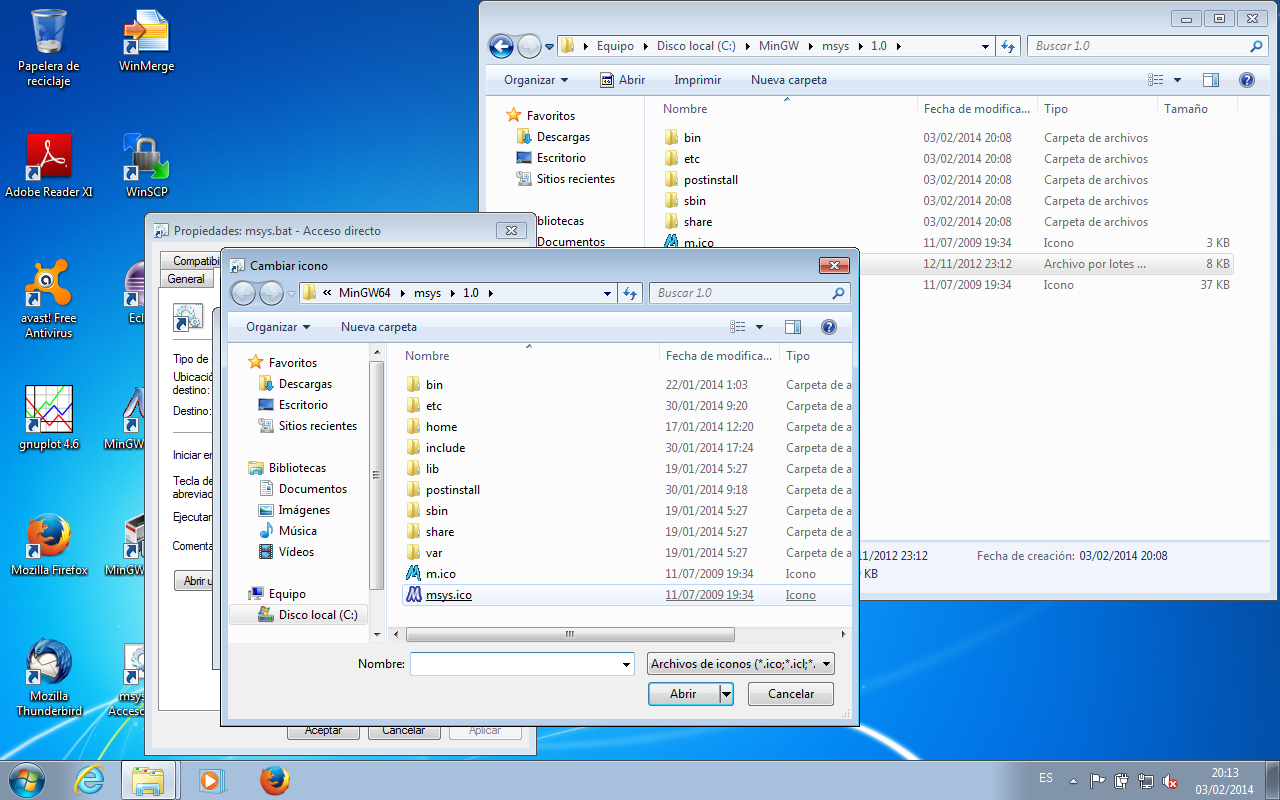 Papelera de
reciclaje
WinMerge
Adobe Reader XI
WinSCP
avast! Free
Antivirus
Ecl
gnuplot 4.6
MinGW
Mozilla Firefox
MinGW
Mozilla
Thunderbird
msys
Acceso
Equipo
Disco local (C:)
MinGW
msys
1.0
Buscar 1.0
Organizar
Abrir
Imprimir
Nueva carpeta
Favoritos
Descargas
Escritorio
Sitios recientes
Bibliotecas
Documentos
Nombre
Fecha de modifica...
Tipo
Tamaño
bin 03/02/2014 20:08 Carpeta de archivos
etc 03/02/2014 20:08 Carpeta de archivos
postinstall 03/02/2014 20:08 Carpeta de archivos
sbin 03/02/2014 20:08 Carpeta de archivos
share 03/02/2014 20:08 Carpeta de archivos
m.ico 11/07/2009 19:34 Icono 3 KB
12/11/2012 23:12 Archivo por lotes ... 8 KB
11/07/2009 19:34 Icono 37 KB
11/2012 23:12
Fecha de creación: 03/02/2014 20:08
KB
Propiedades: msys.bat - Acceso directo
Compatibi
General
Tipo de
Ubicació
destino:
Destino:
Iniciar en
Tecla de
abreviad
Ejecutar
Comenta
Abrir u
Aceptar
Cancelar
Aplicar
Cambiar icono
« MinGW64
msys
1.0
Buscar 1.0
Organizar
Nueva carpeta
Favoritos
Descargas
Escritorio
Sitios recientes
Bibliotecas
Documentos
Imágenes
Música
Vídeos
Equipo
Disco local (C:)
Nombre
Fecha de modifica...
Tipo
bin 22/01/2014 1:03 Carpeta de a
etc 30/01/2014 9:20 Carpeta de a
home 17/01/2014 12:20 Carpeta de a
include 30/01/2014 17:24 Carpeta de a
lib 19/01/2014 5:27 Carpeta de a
postinstall 30/01/2014 9:18 Carpeta de a
sbin 19/01/2014 5:27 Carpeta de a
share 19/01/2014 5:27 Carpeta de a
var 19/01/2014 5:27 Carpeta de a
m.ico 11/07/2009 19:34 Icono
msys.ico 11/07/2009 19:34 Icono
Nombre:
Archivos de iconos (*.ico;*.icl;*.
Abrir
Cancelar
ES
20:13
03/02/2014